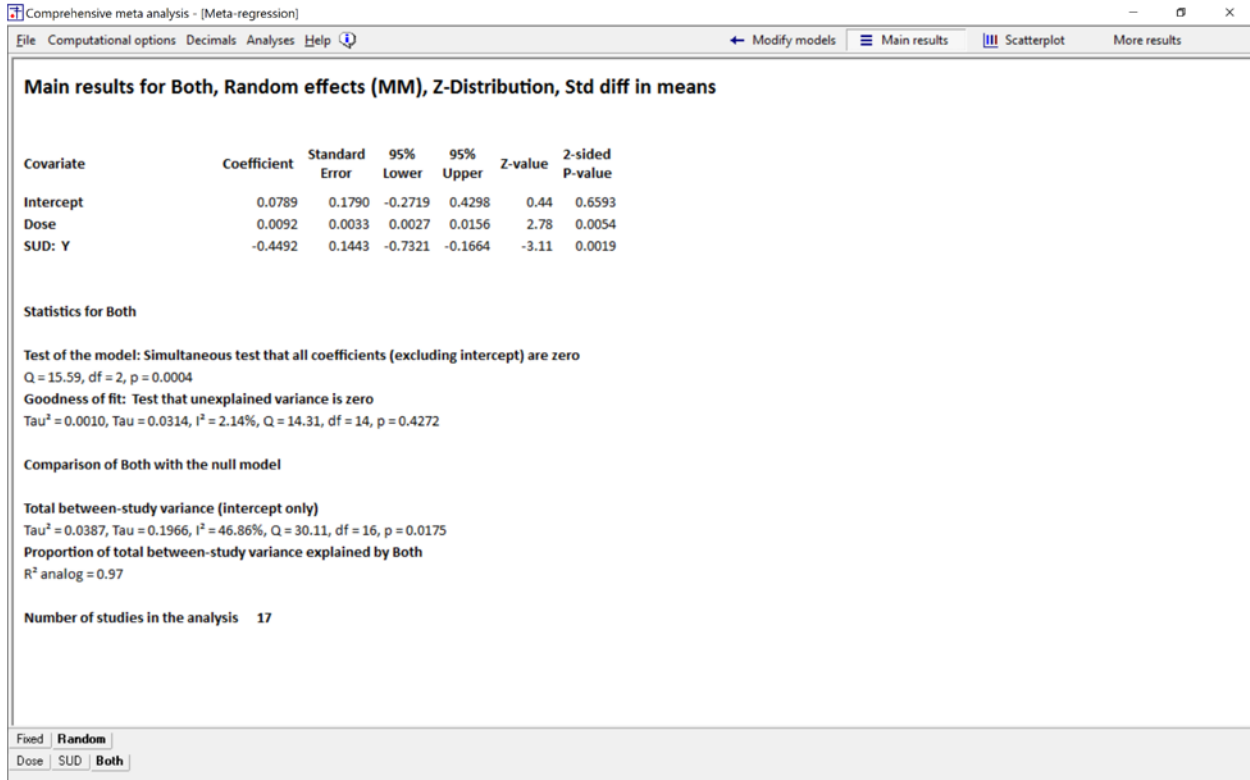 Comprehensive meta analysis - [Meta-regression]
File Computational options Decimals Analyses Help Modify models Main results Scatterplot More results
Main results for Both, Random effects (MM), Z-Distribution, Std diff in means
Covariate Coefficient Standard Error 95% Lower 95% Upper Z-value 2-sided P-value
Intercept 0.0789 0.1790 -0.2719 0.4298 0.44 0.6593
Dose 0.0092 0.0033 0.0027 0.0156 2.78 0.0054
SUD: Y -0.4492 0.1443 -0.7321 -0.1664 -3.11 0.0019
Statistics for Both
Test of the model: Simultaneous test that all coefficients (excluding intercept) are zero
Q = 15.59, df = 2, p = 0.0004
Goodness of fit: Test that unexplained variance is zero
Tau² = 0.0010, Tau = 0.0314, I² = 2.14%, Q = 14.31, df = 14, p = 0.4272
Comparison of Both with the null model
Total between-study variance (intercept only)
Tau² = 0.0387, Tau = 0.1966, I² = 46.86%, Q = 30.11, df = 16, p = 0.0175
Proportion of total between-study variance explained by Both
R² analog = 0.97
Number of studies in the analysis 17
Fixed Random
Dose SUD Both